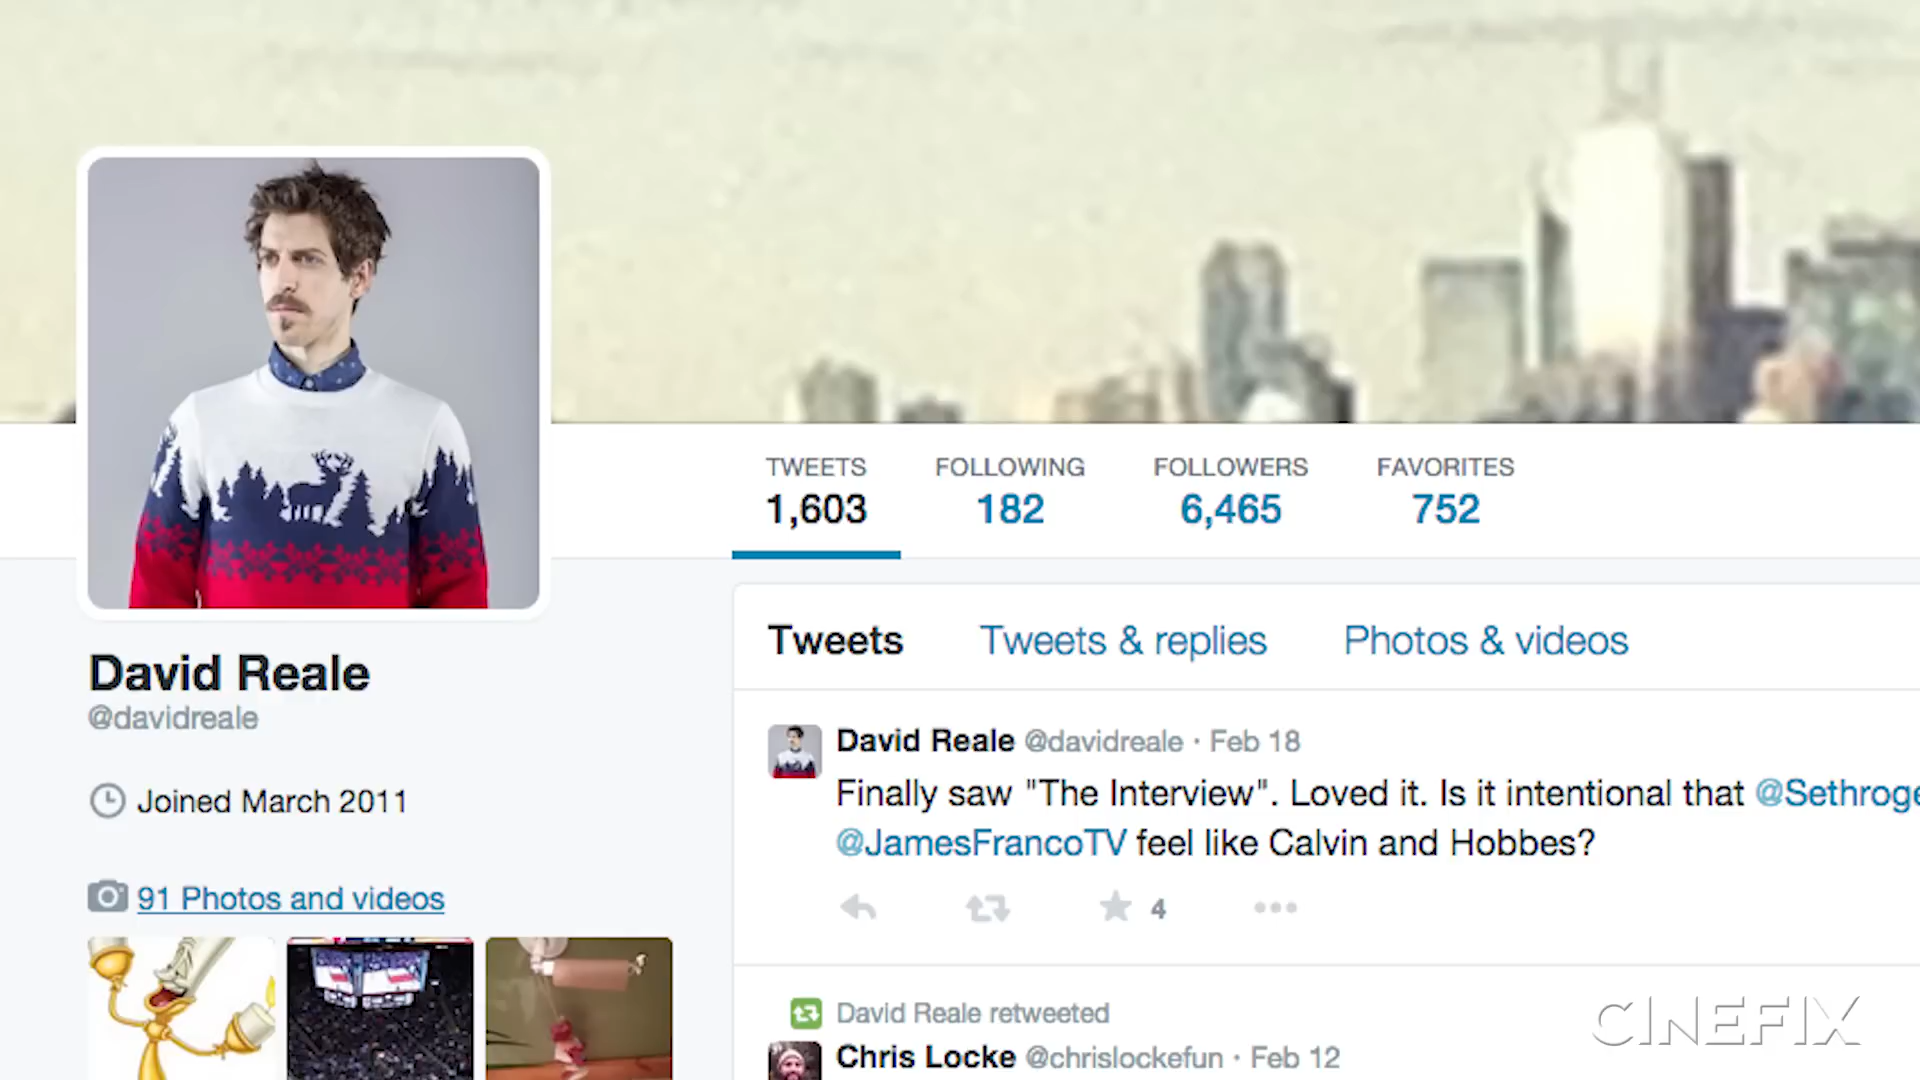 TWEETS FOLLOWING FOLLOWERS FAVORITES
1,603 182 6,465 752
David Reale
@davidreale
Joined March 2011
91 Photos and videos
Tweets Tweets & replies Photos & videos
David Reale @davidreale · Feb 18
Finally saw "The Interview". Loved it. Is it intentional that @Sethroge
@JamesFrancoTV feel like Calvin and Hobbes?
4
David Reale retweeted
Chris Locke @chrislockefun · Feb 12
CINEFIX